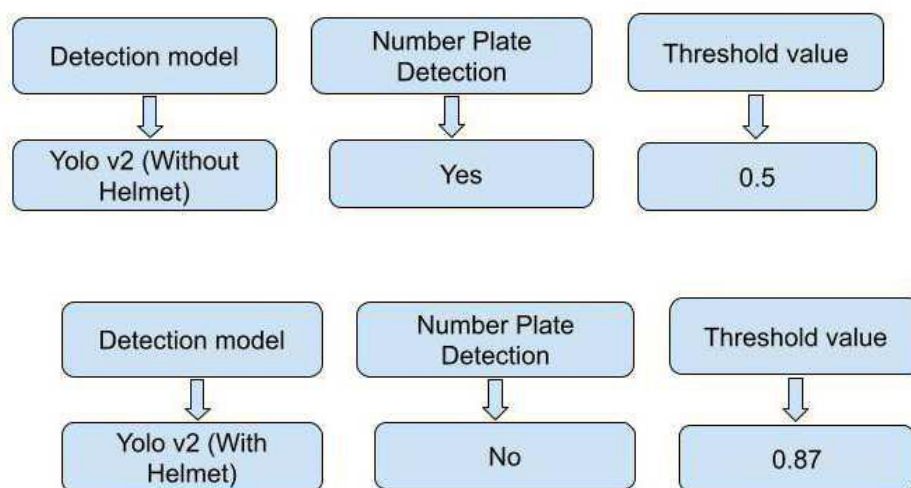 Detection model
Number Plate
Detection
Threshold value
Yolo v2 (Without
Helmet)
Yes
0.5
Detection model
Number Plate
Detection
Threshold value
Yolo v2 (With
Helmet)
No
0.87